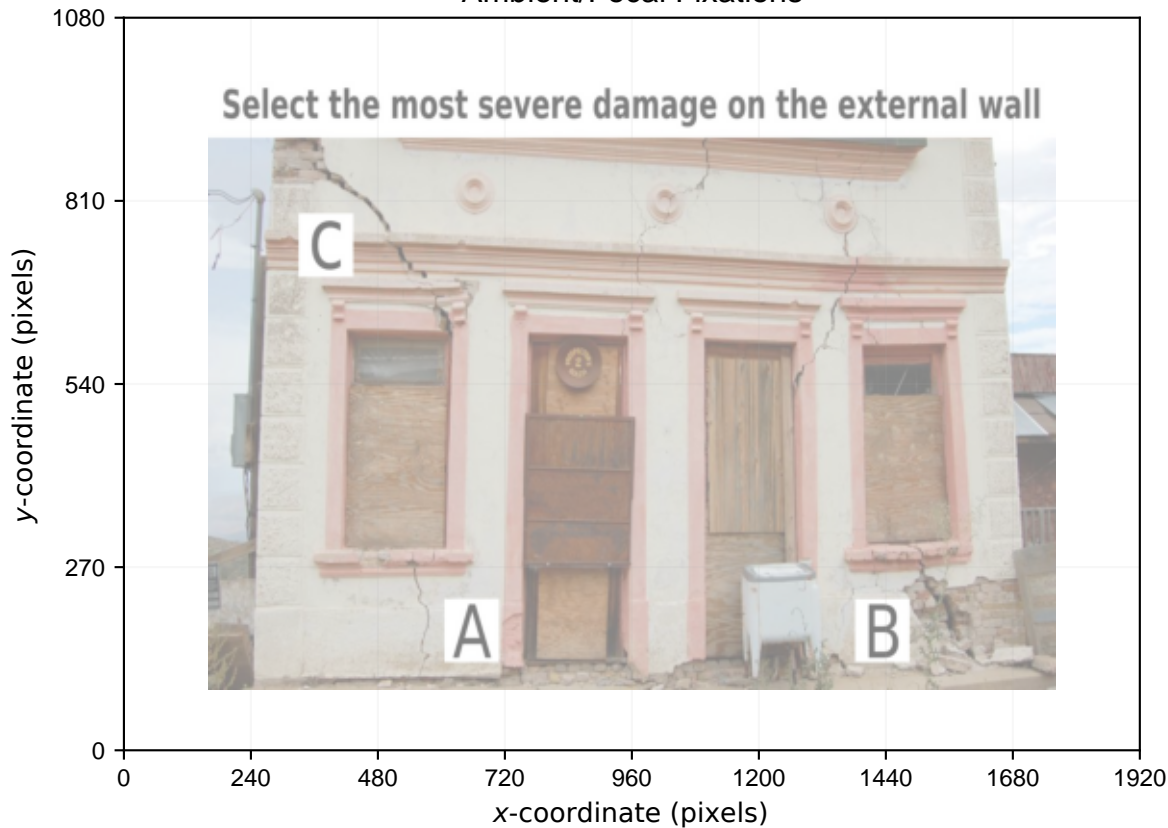 Ambient/Focal Fixations
1080
810
540
270
0
y-coordinate (pixels)
Select the most severe damage on the external wall
C
A
B
0 240 480 720 960 1200 1440 1680 1920
x-coordinate (pixels)